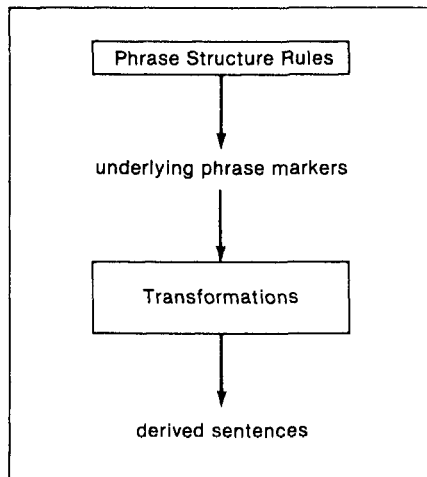 Phrase Structure Rules
underlying phrase markers
Transformations
derived sentences